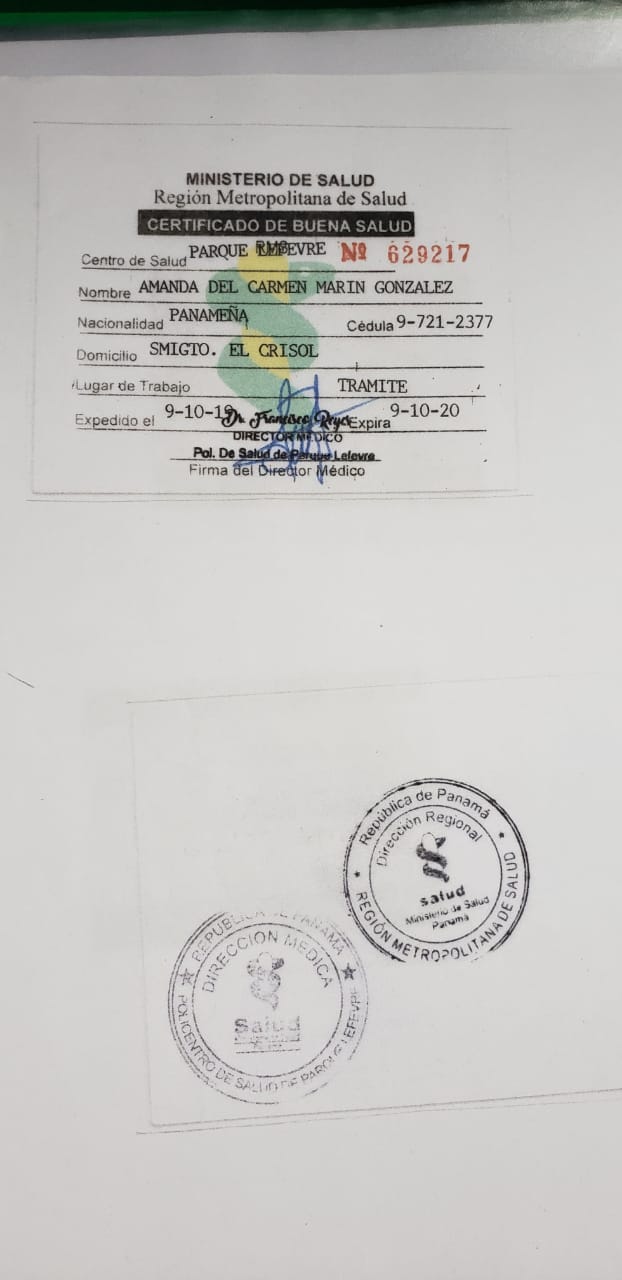 MINISTERIO DE SALUD
Región Metropolitana de Salud
CERTIFICADO DE BUENA SALUD
Centro de Salud PARQUE LEFEVRE Nº 629217
Nombre AMANDA DEL CARMEN MARIN GONZALEZ
Nacionalidad PANAMEÑA Cédula 9-721-2377
Domicilio SMIGTO. EL CRISOL
Lugar de Trabajo TRAMITE
Expedido el 9-10-19 Dr. Francisco Reyes Expira 9-10-20
DIRECTOR MEDICO
Pol. De Salud de Parque Lefevre
Firma del Director Médico
República de Panamá
Dirección Regional
salud
Ministerio de Salud
Panamá
REGIÓN METROPOLITANA DE SALUD
REPUBLICA DE PANAMA
DIRECCION MEDICA
Salud
POLICENTRO DE SALUD DE PARQUE LEFEVRE